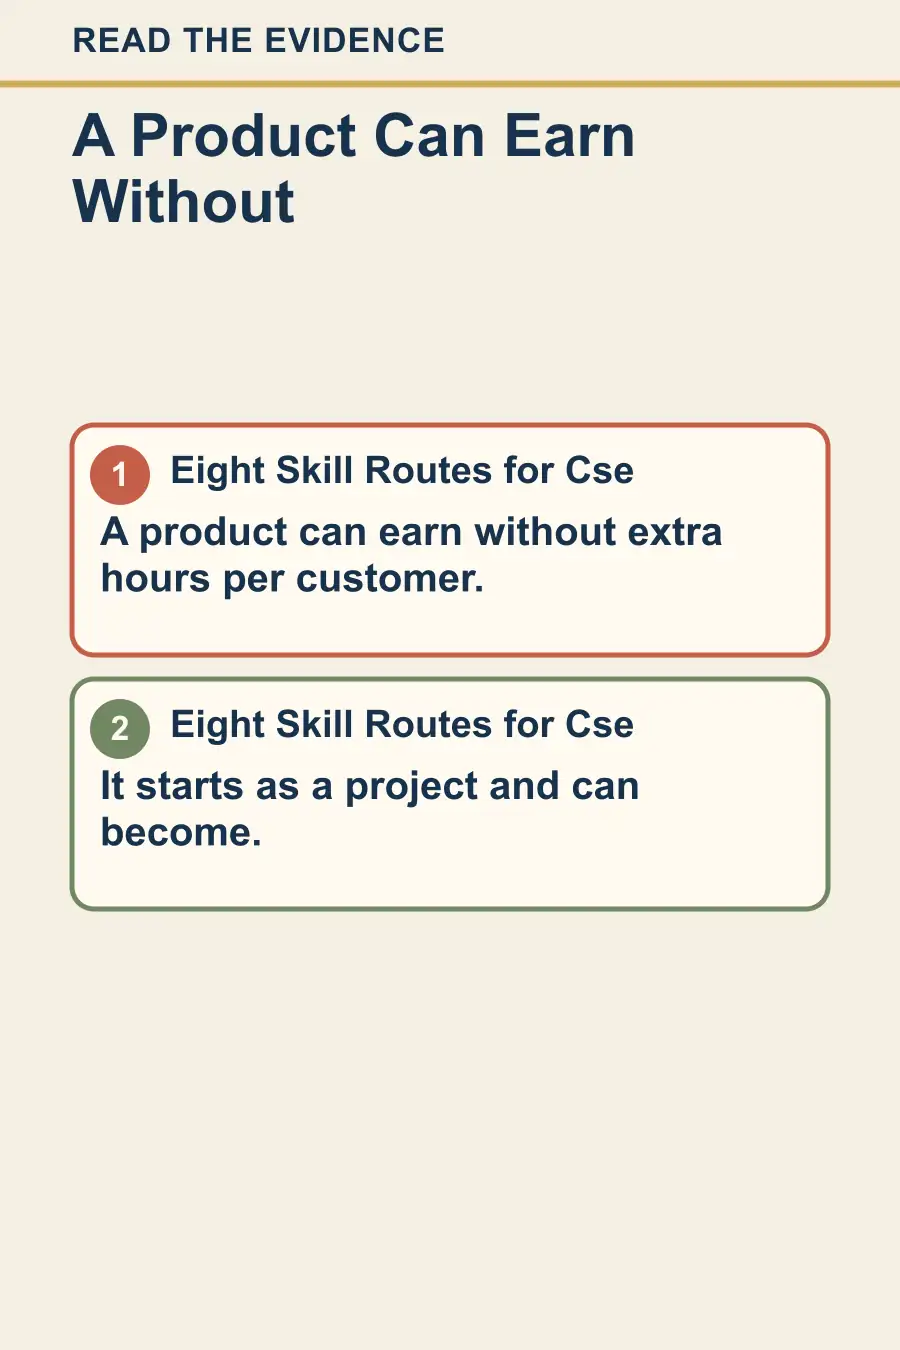 READ THE EVIDENCE
A Product Can Earn
Without
1 Eight Skill Routes for Cse
A product can earn without extra
hours per customer.
2 Eight Skill Routes for Cse
It starts as a project and can
become.